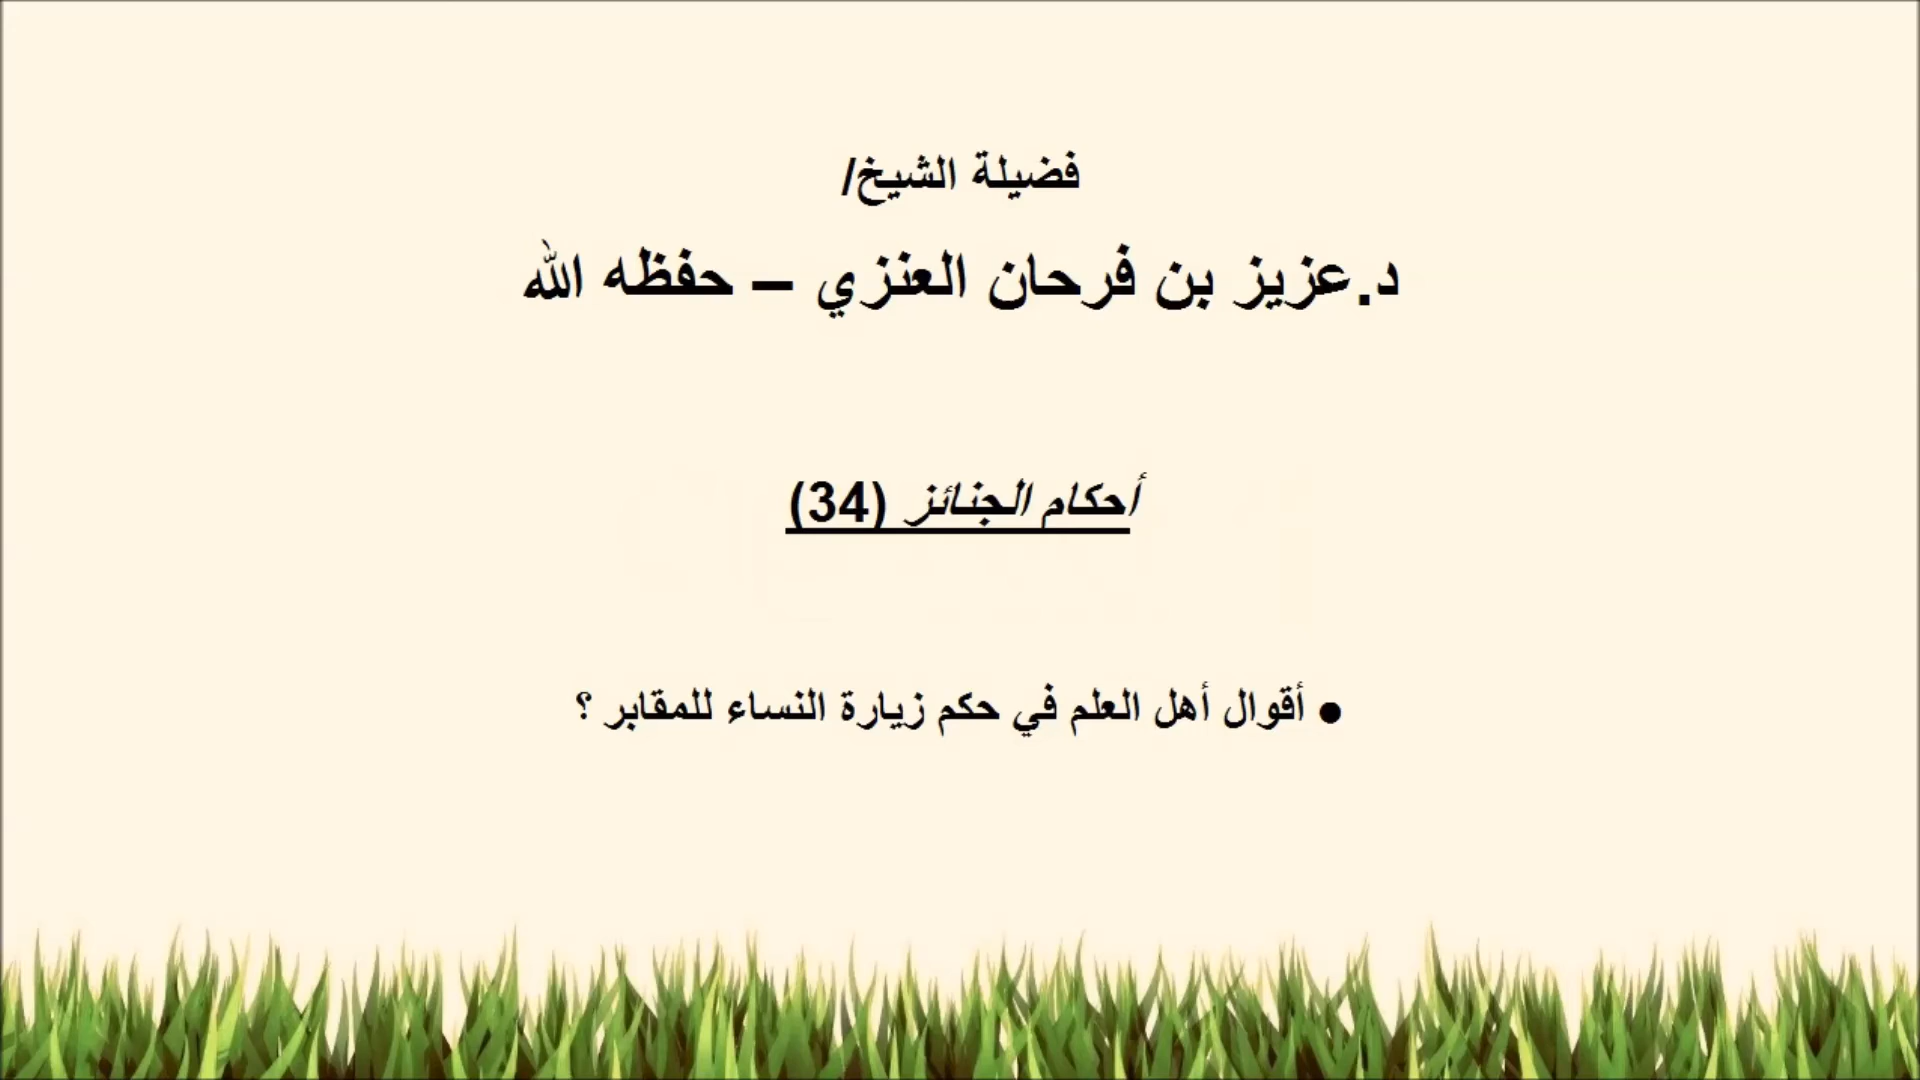 فضيلة الشيخ/
د.عزيز بن فرحان العنزي – حفظه الله
أحكام الجنائز (34)
● أقوال أهل العلم في حكم زيارة النساء للمقابر ؟